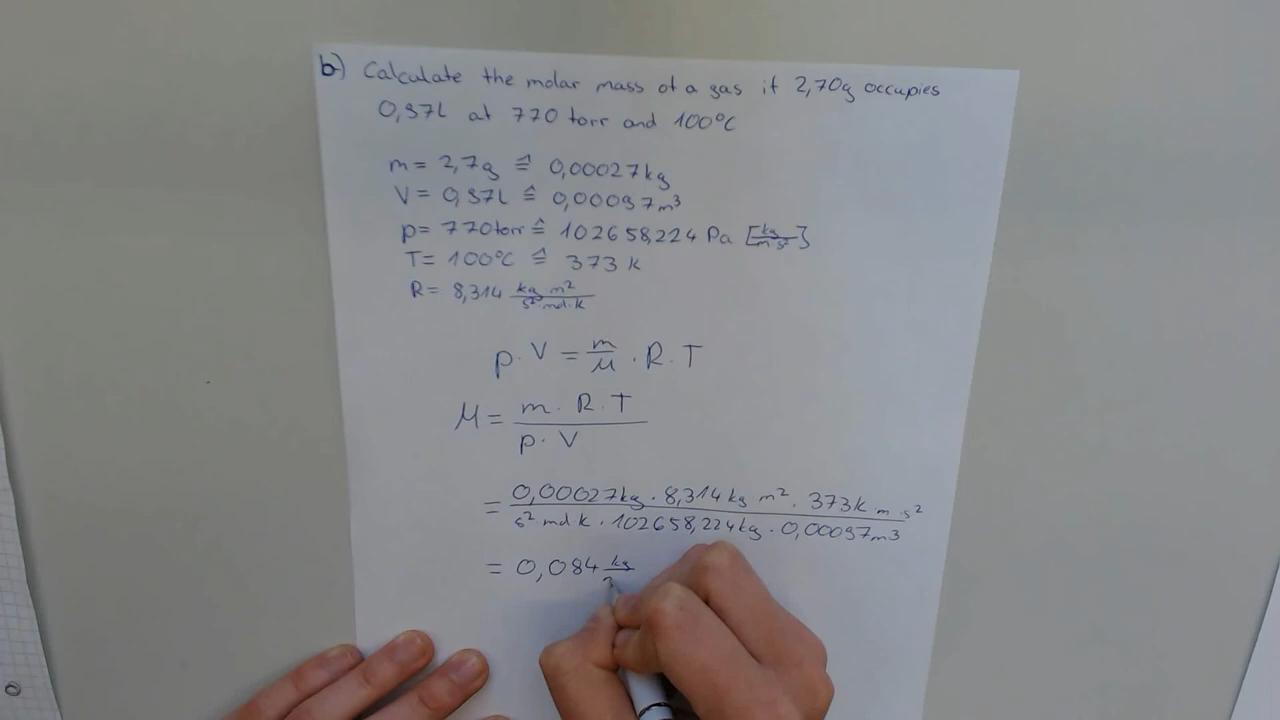 b) Calculate the molar mass of a gas if 2,70g occupies
0,97L at 770 torr and 100°C
m = 2,7g ≙ 0,00027kg
V = 0,97L ≙ 0,00097m³
p = 770torr ≙ 102658,224 Pa [kg/m·s²]
T = 100°C ≙ 373 K
R = 8,314 kg m²/s² mol·K
p · V = m/M · R · T
M = m · R · T / p · V
= 0,00027kg · 8,314 kg m² · 373K m · s² / s² mol K · 102658,224kg · 0,00097m³
= 0,084 kg